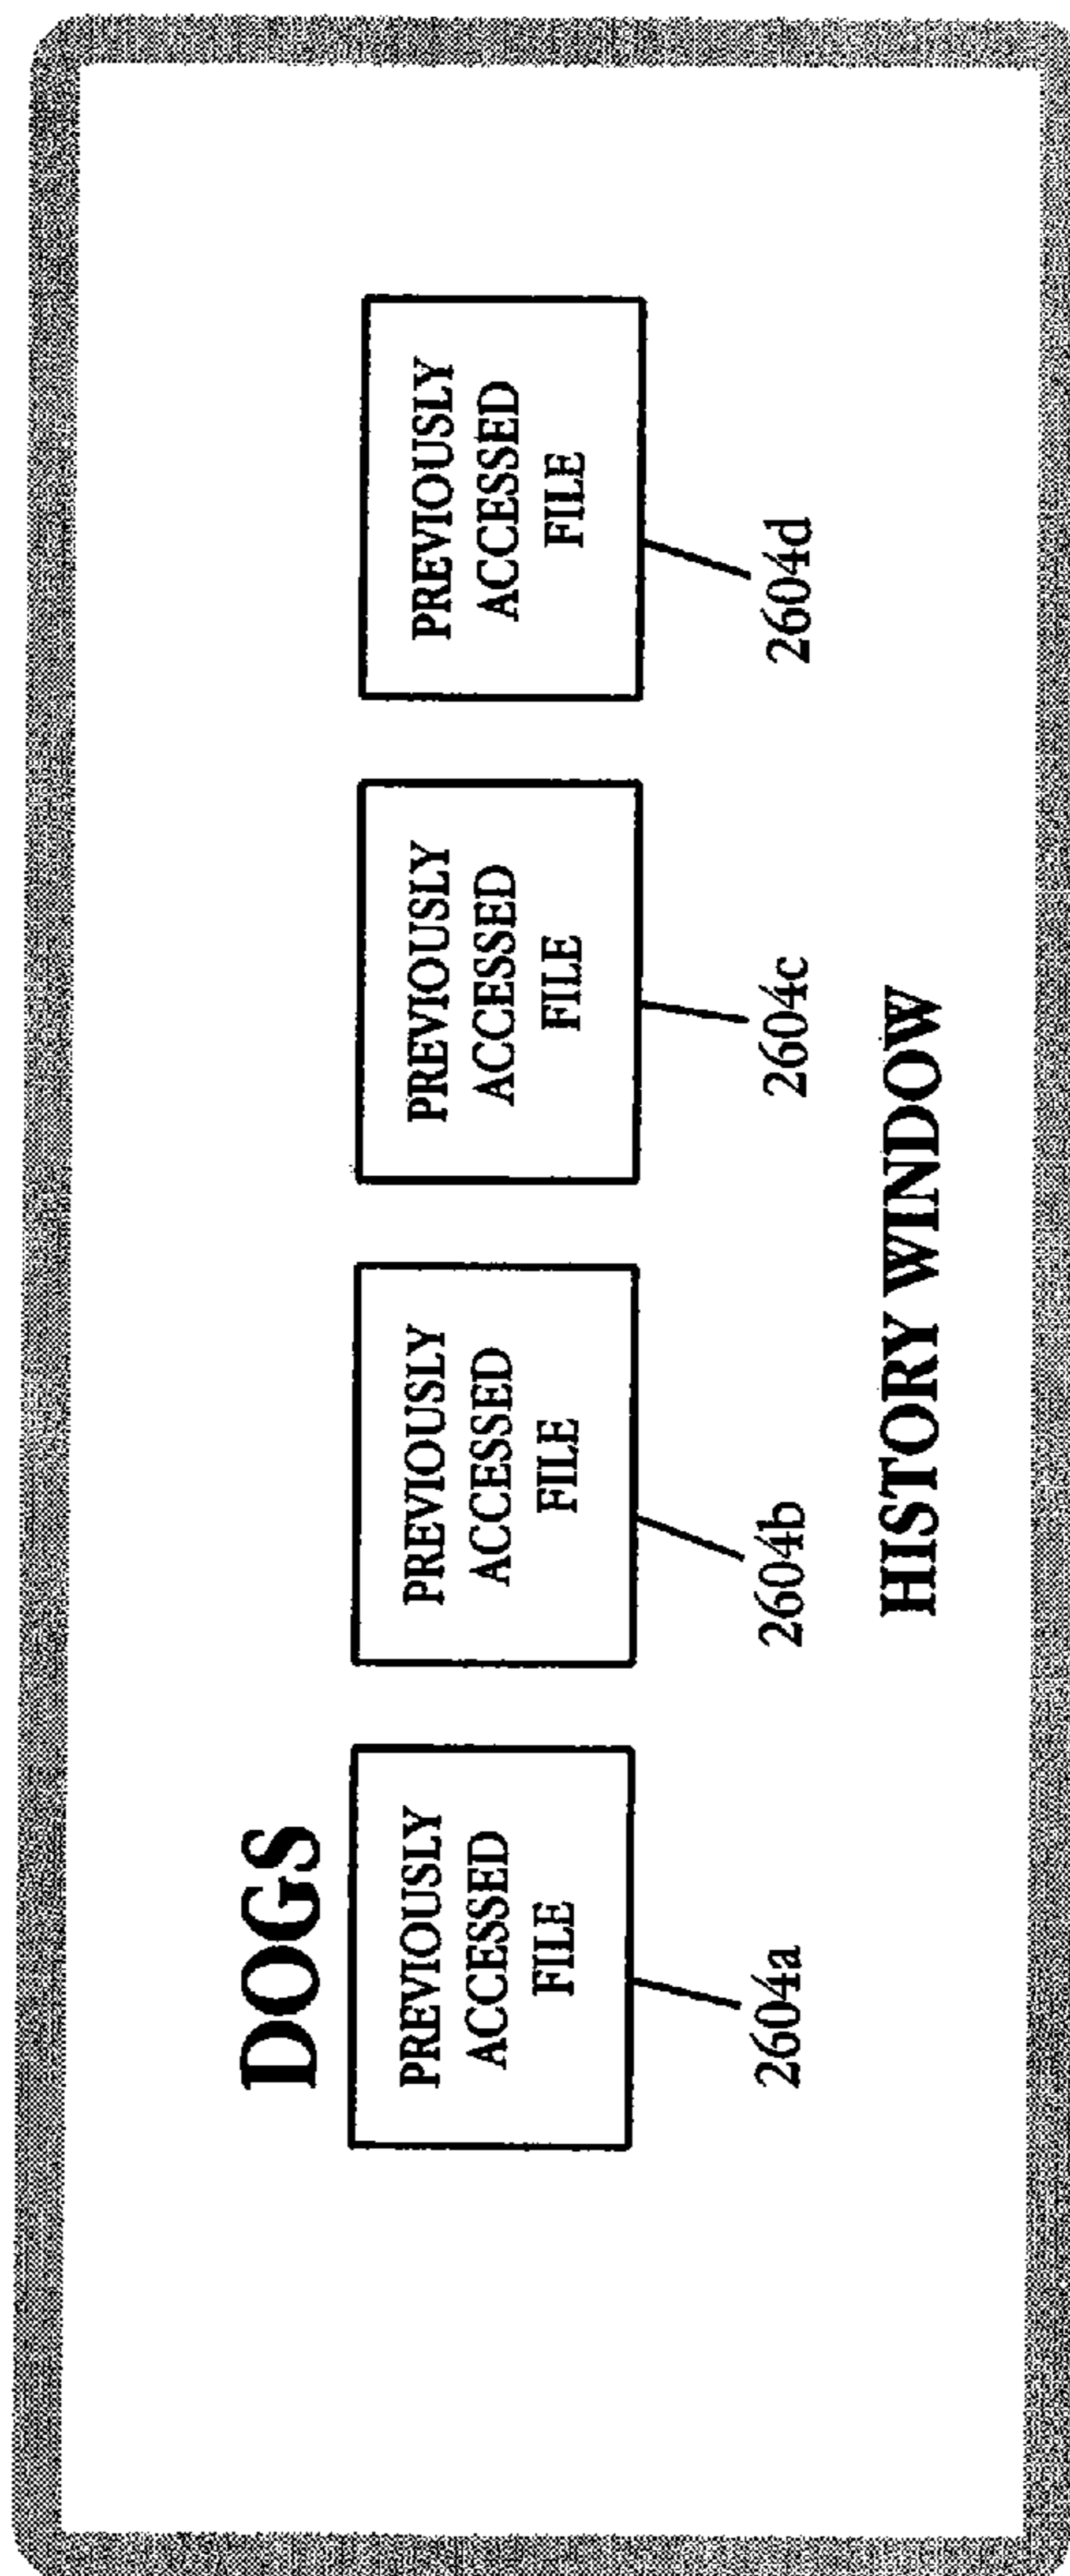 DOGS
PREVIOUSLY
ACCESSED
FILE
2604a
PREVIOUSLY
ACCESSED
FILE
2604b
PREVIOUSLY
ACCESSED
FILE
2604c
PREVIOUSLY
ACCESSED
FILE
2604d
HISTORY WINDOW